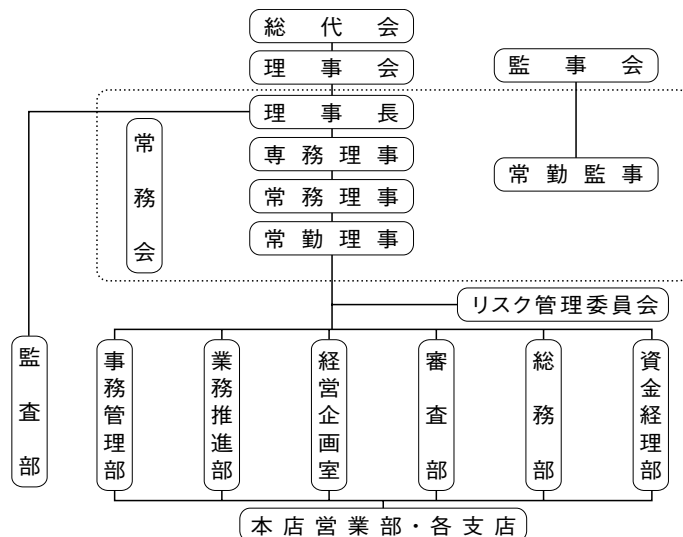 総代会
理事会
監事会
理事長
常務会
専務理事
常勤監事
常務理事
常勤理事
リスク管理委員会
監査部
事務管理部
業務推進部
経営企画室
審査部
総務部
資金経理部
本店営業部・各支店